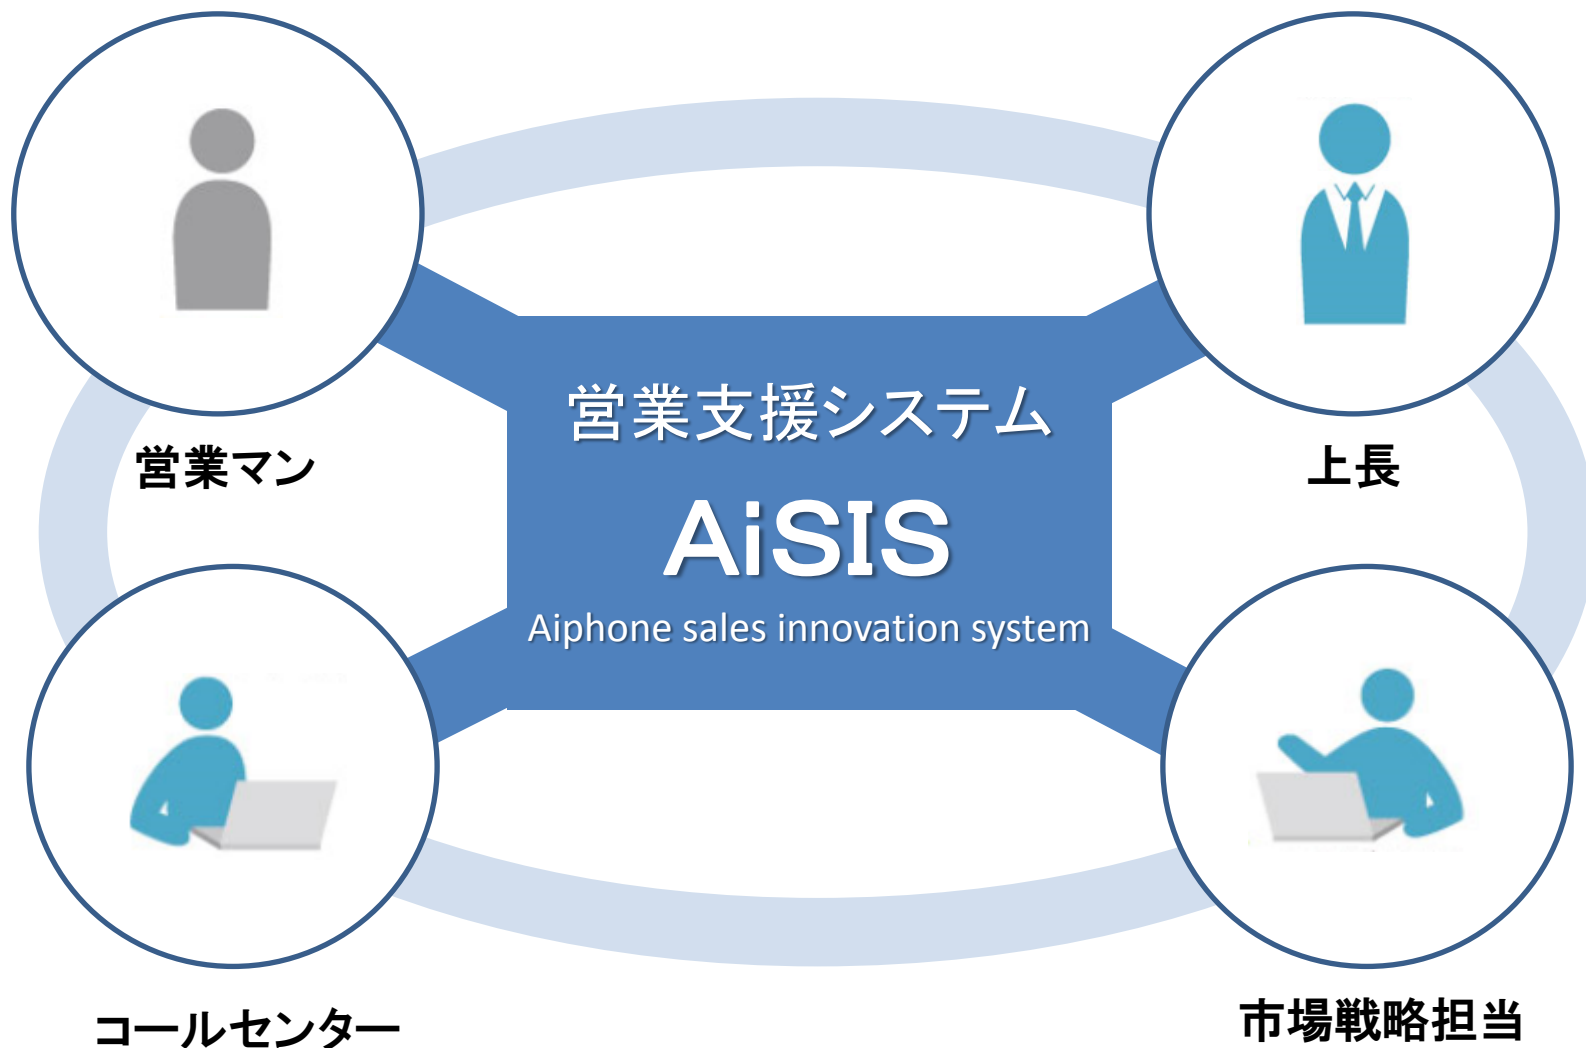 営業支援システム
AiSIS
Aiphone sales innovation system
営業マン
上長
コールセンター
市場戦略担当